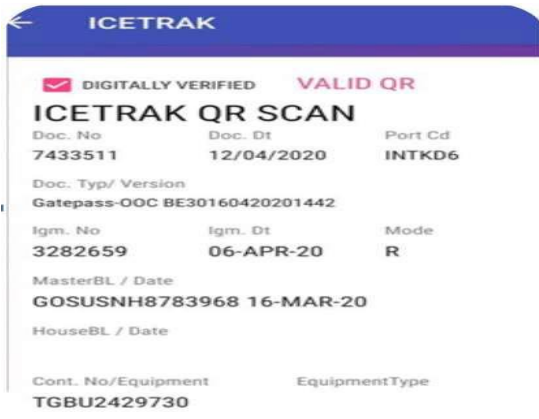 ICETRAK
DIGITALLY VERIFIED VALID QR
ICETRAK QR SCAN
Doc. No Doc. Dt Port Cd
7433511 12/04/2020 INTKD6
Doc. Typ/ Version
Gatepass-OOC BE30160420201442
Igm. No Igm. Dt Mode
3282659 06-APR-20 R
MasterBL / Date
GOSUSNH8783968 16-MAR-20
HouseBL / Date
Cont. No/Equipment EquipmentType
TGBU2429730